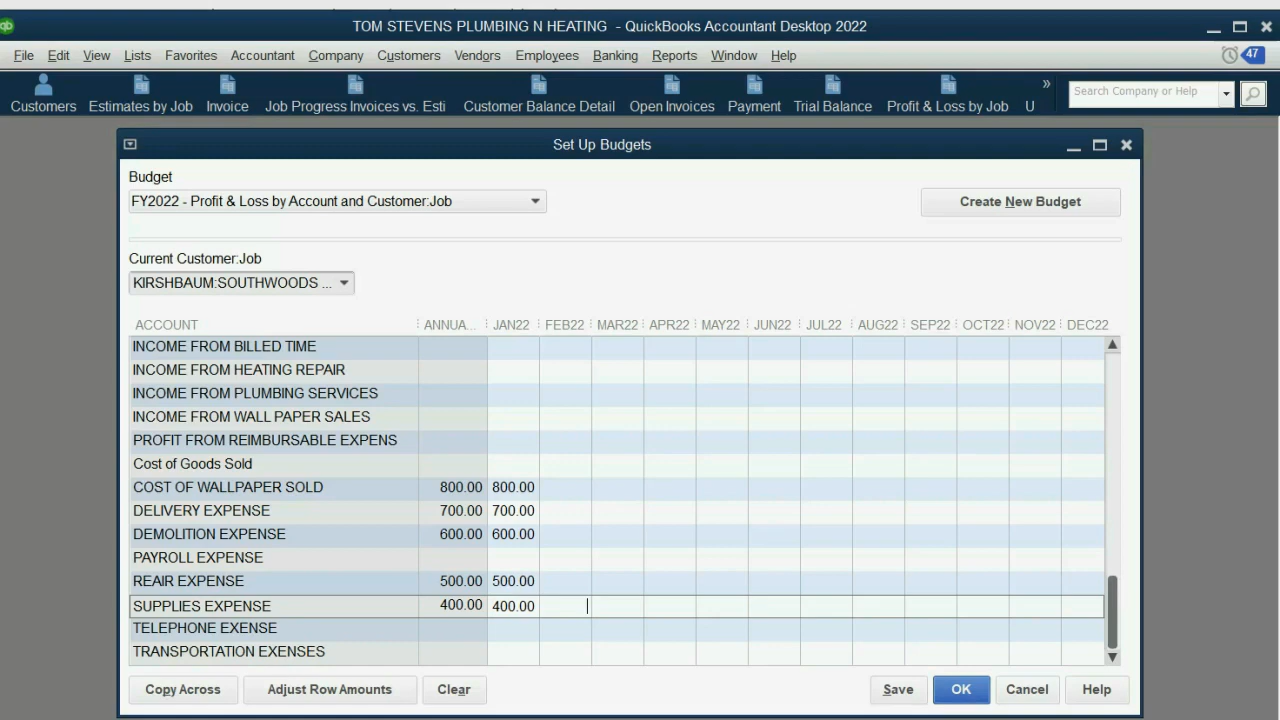 qb
TOM STEVENS PLUMBING N HEATING - QuickBooks Accountant Desktop 2022
File Edit View Lists Favorites Accountant Company Customers Vendors Employees Banking Reports Window Help
47
Customers Estimates by Job Invoice Job Progress Invoices vs. Esti Customer Balance Detail Open Invoices Payment Trial Balance Profit & Loss by Job U »
Search Company or Help
Set Up Budgets
Budget
FY2022 - Profit & Loss by Account and Customer:Job
Create New Budget
Current Customer:Job
KIRSHBAUM:SOUTHWOODS ...
ACCOUNT ANNUA... JAN22 FEB22 MAR22 APR22 MAY22 JUN22 JUL22 AUG22 SEP22 OCT22 NOV22 DEC22
INCOME FROM BILLED TIME
INCOME FROM HEATING REPAIR
INCOME FROM PLUMBING SERVICES
INCOME FROM WALL PAPER SALES
PROFIT FROM REIMBURSABLE EXPENS
Cost of Goods Sold
COST OF WALLPAPER SOLD 800.00 800.00
DELIVERY EXPENSE 700.00 700.00
DEMOLITION EXPENSE 600.00 600.00
PAYROLL EXPENSE
REAIR EXPENSE 500.00 500.00
SUPPLIES EXPENSE 400.00 400.00
TELEPHONE EXENSE
TRANSPORTATION EXENSES
Copy Across Adjust Row Amounts Clear Save OK Cancel Help